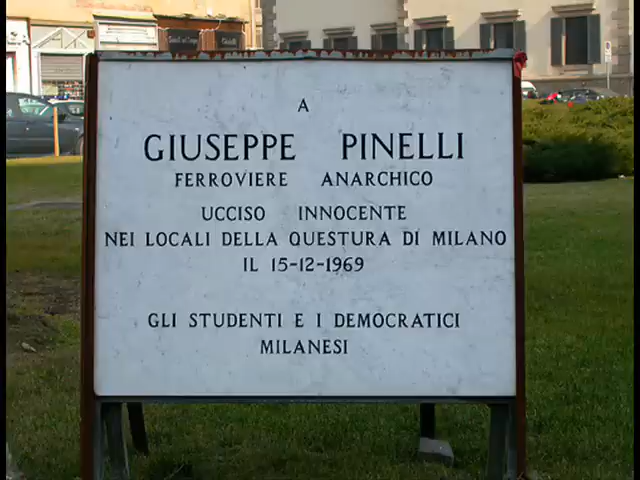 A
GIUSEPPE PINELLI
FERROVIERE ANARCHICO
UCCISO INNOCENTE
NEI LOCALI DELLA QUESTURA DI MILANO
IL 15-12-1969
GLI STUDENTI E I DEMOCRATICI
MILANESI